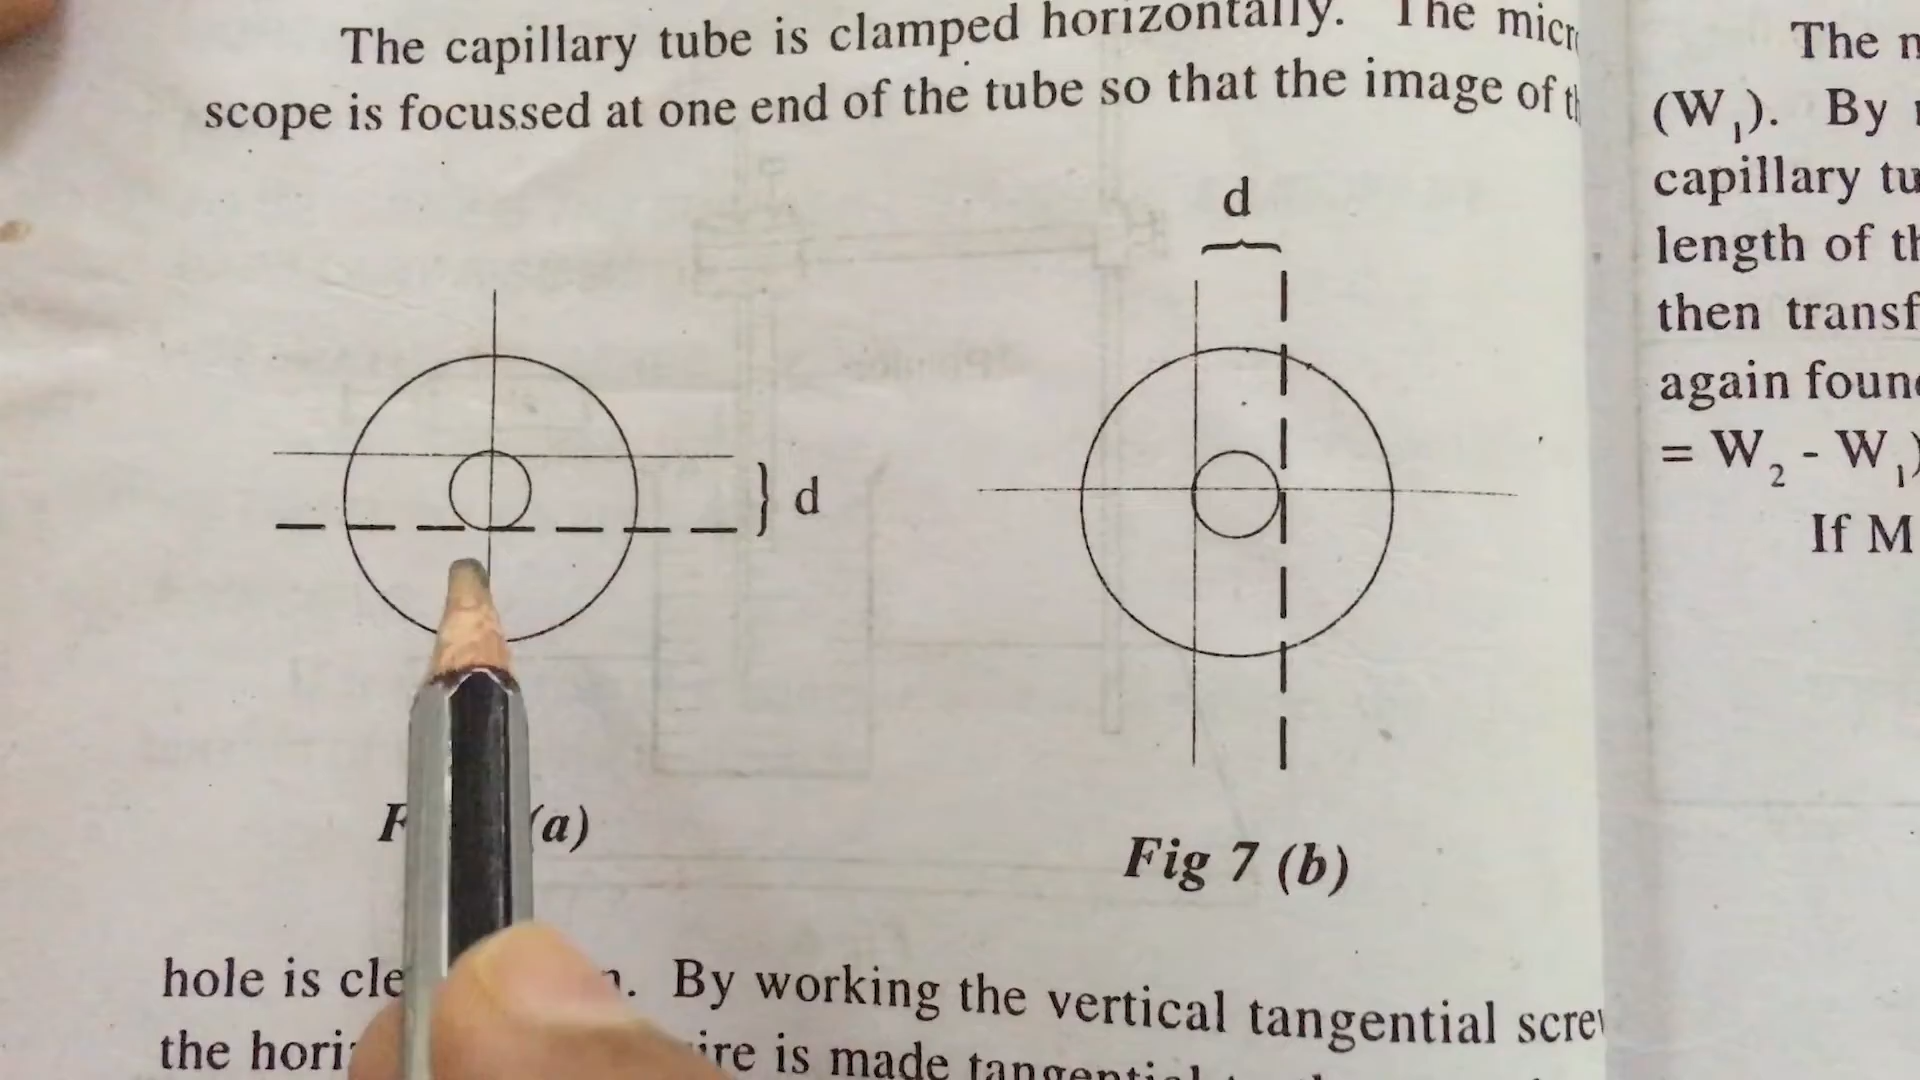 The capillary tube is clamped horizontally. The micr
scope is focussed at one end of the tube so that the image of th
d
d
(a)
Fig 7 (b)
hole is cle n. By working the vertical tangential scre
the hori ire is made tangential
The
(W₁). By
capillary tu
length of th
then transf
again foun
= W₂ - W₁)
If M